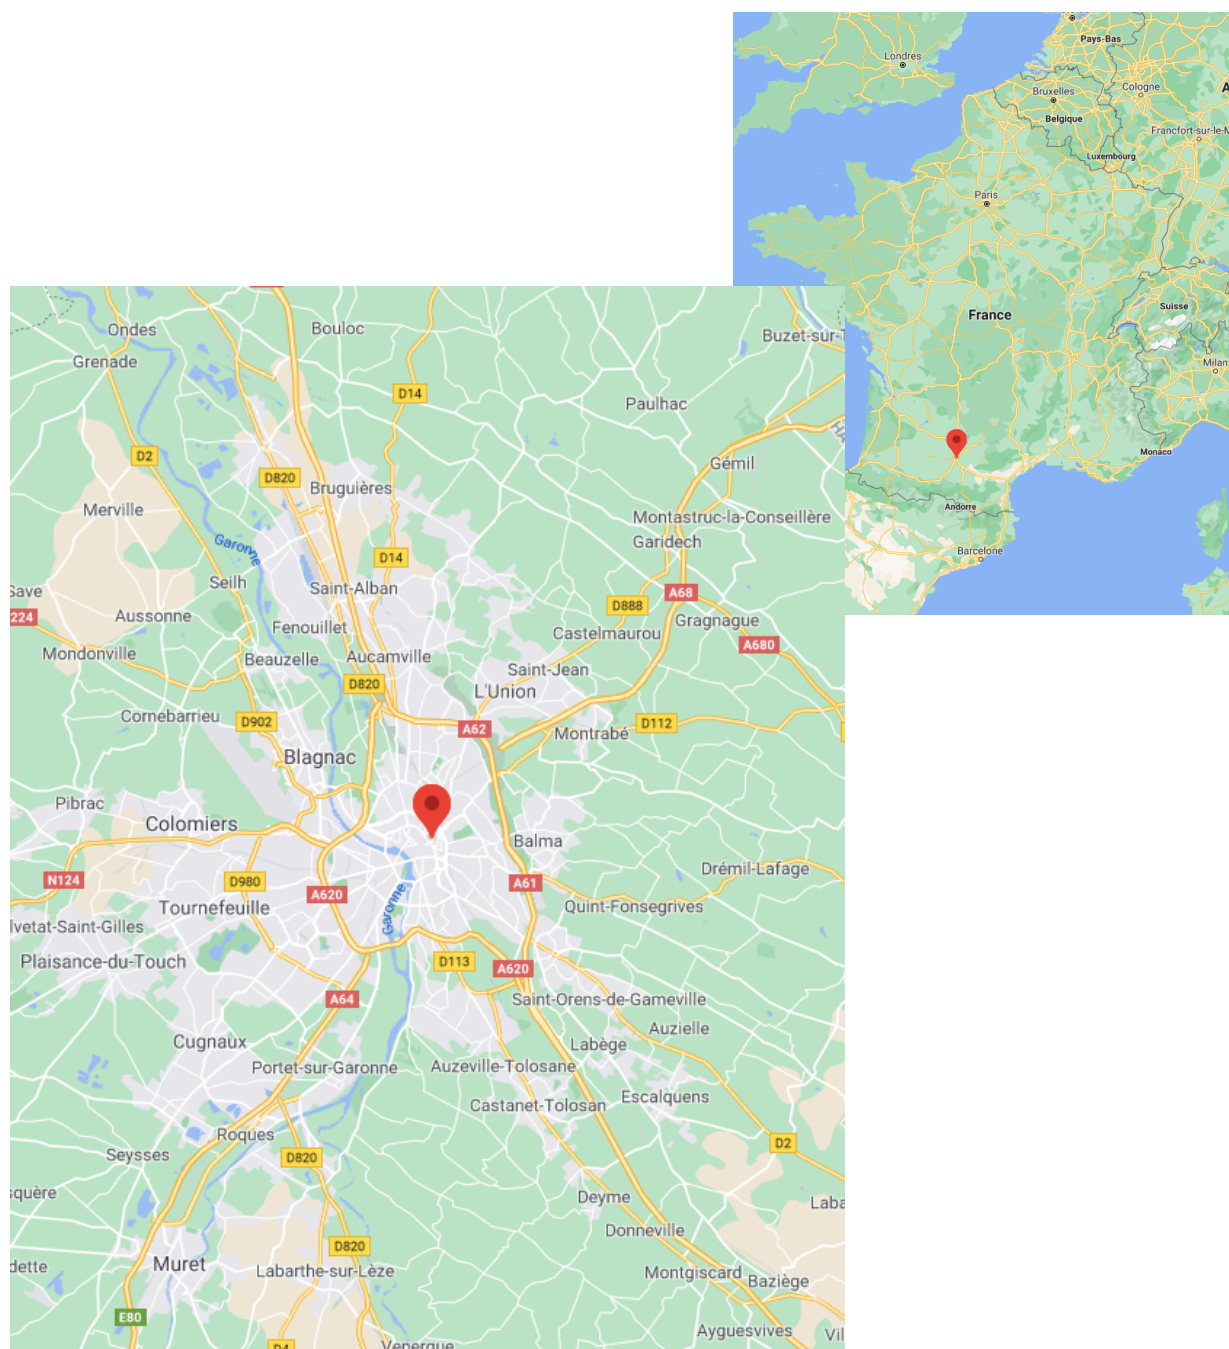 Pays-Bas
Londres
Cologne
Bruxelles
Belgique
Francfort-sur-le-M
Luxembourg
Paris
Suisse
France
Milan
Monaco
Andorre
Barcelone
Ondes
Bouloc
Buzet-sur-T
Grenade
D14
Paulhac
D2
Gémil
D820
Bruguières
Merville
Montastruc-la-Conseillère
Garonne
Garidech
D14
Seilh
Saint-Alban
Save
A68
D888
224
Aussonne
Gragnague
Fenouillet
Castelmaurou
A680
Mondonville
Beauzelle
Aucamville
Saint-Jean
D820
L'Union
Cornebarrieu
D902
A62
D112
Montrabé
Blagnac
Pibrac
Colomiers
Balma
Drémil-Lafage
N124
D980
A620
A61
Garonne
Tournefeuille
Quint-Fonsegrives
lvetat-Saint-Gilles
Plaisance-du-Touch
D113
A620
A64
Saint-Orens-de-Gameville
Auzielle
Cugnaux
Labège
Portet-sur-Garonne
Auzeville-Tolosane
Escalquens
Castanet-Tolosan
Roques
D2
Seysses
D820
squère
Deyme
Laba
Donneville
D820
dette
Muret
Labarthe-sur-Lèze
Montgiscard
Baziège
E80
Ayguesvives
Vil
D4
Venerque